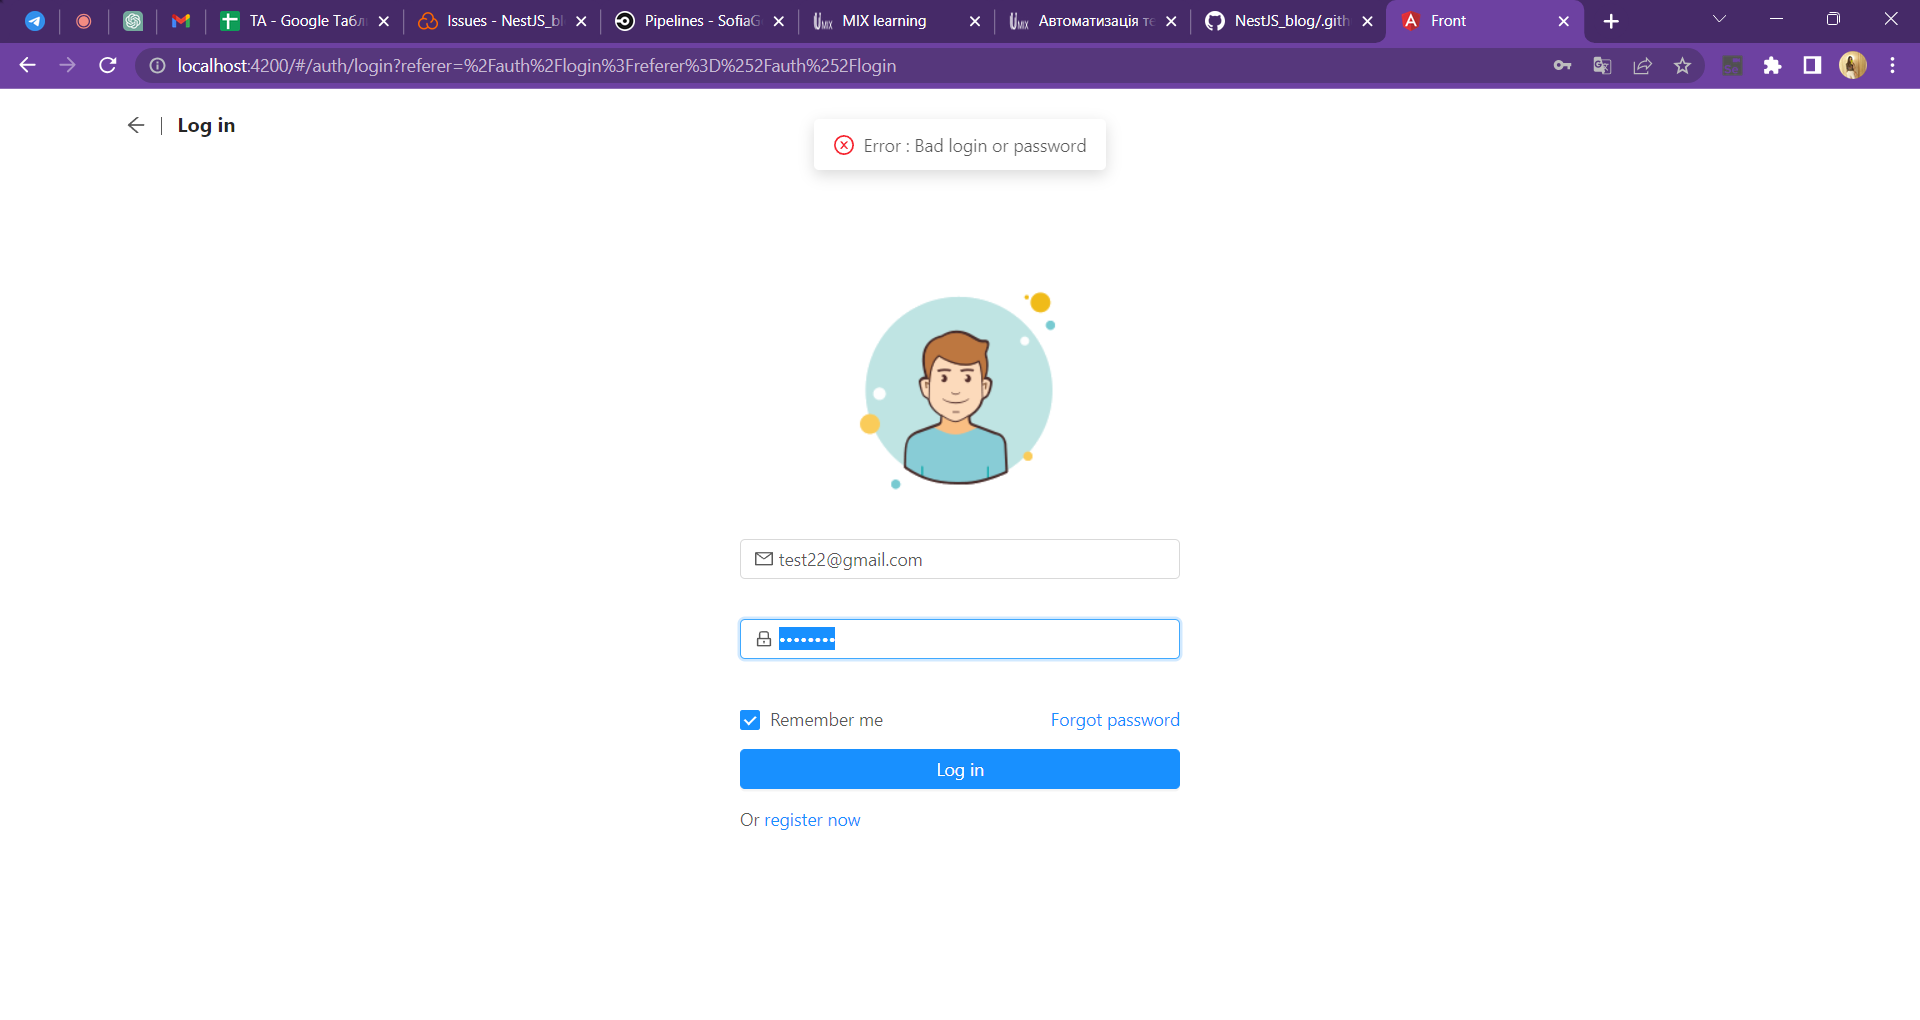 TA - Google Табл
Issues - NestJS_bl
Pipelines - SofiaG
MIX learning
Автоматизація те
NestJS_blog/.gith
Front
localhost:4200/#/auth/login?referer=%2Fauth%2Flogin%3Freferer%3D%252Fauth%252Flogin
Log in
Error : Bad login or password
test22@gmail.com
Remember me
Forgot password
Log in
Or register now